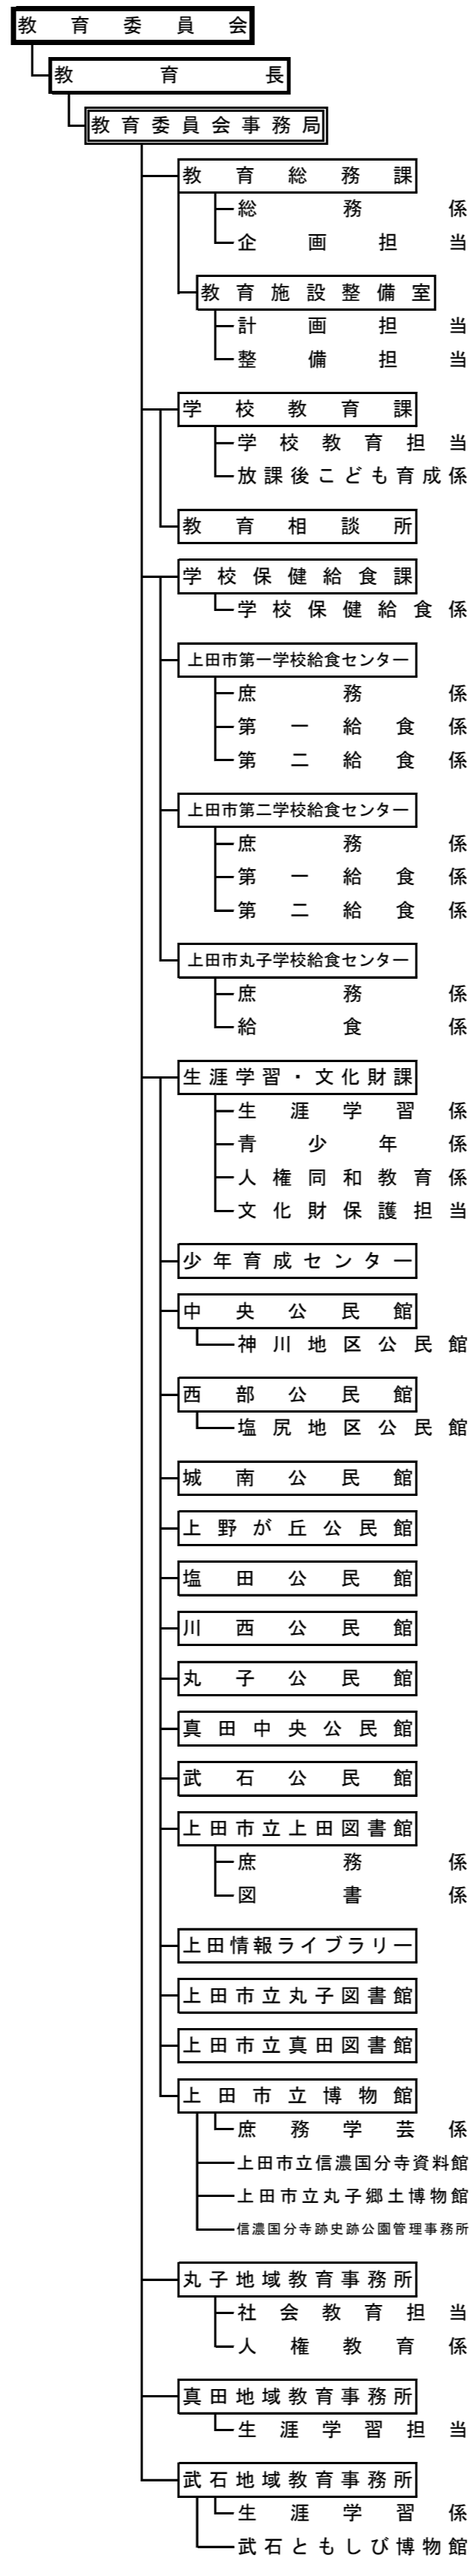 教育委員会
教育長
教育委員会事務局
教育総務課
総務係
企画担当
教育施設整備室
計画担当
整備担当
学校教育課
学校教育担当
放課後こども育成係
教育相談所
学校保健給食課
学校保健給食係
上田市第一学校給食センター
庶務係
第一給食係
第二給食係
上田市第二学校給食センター
庶務係
第一給食係
第二給食係
上田市丸子学校給食センター
庶務係
給食係
生涯学習・文化財課
生涯学習係
青少年係
人権同和教育係
文化財保護担当
少年育成センター
中央公民館
神川地区公民館
西部公民館
塩尻地区公民館
城南公民館
上野が丘公民館
塩田公民館
川西公民館
丸子公民館
真田中央公民館
武石公民館
上田市立上田図書館
庶務係
図書係
上田情報ライブラリー
上田市立丸子図書館
上田市立真田図書館
上田市立博物館
庶務学芸係
上田市立信濃国分寺資料館
上田市立丸子郷土博物館
信濃国分寺跡史跡公園管理事務所
丸子地域教育事務所
社会教育担当
人権教育係
真田地域教育事務所
生涯学習担当
武石地域教育事務所
生涯学習係
武石ともしび博物館